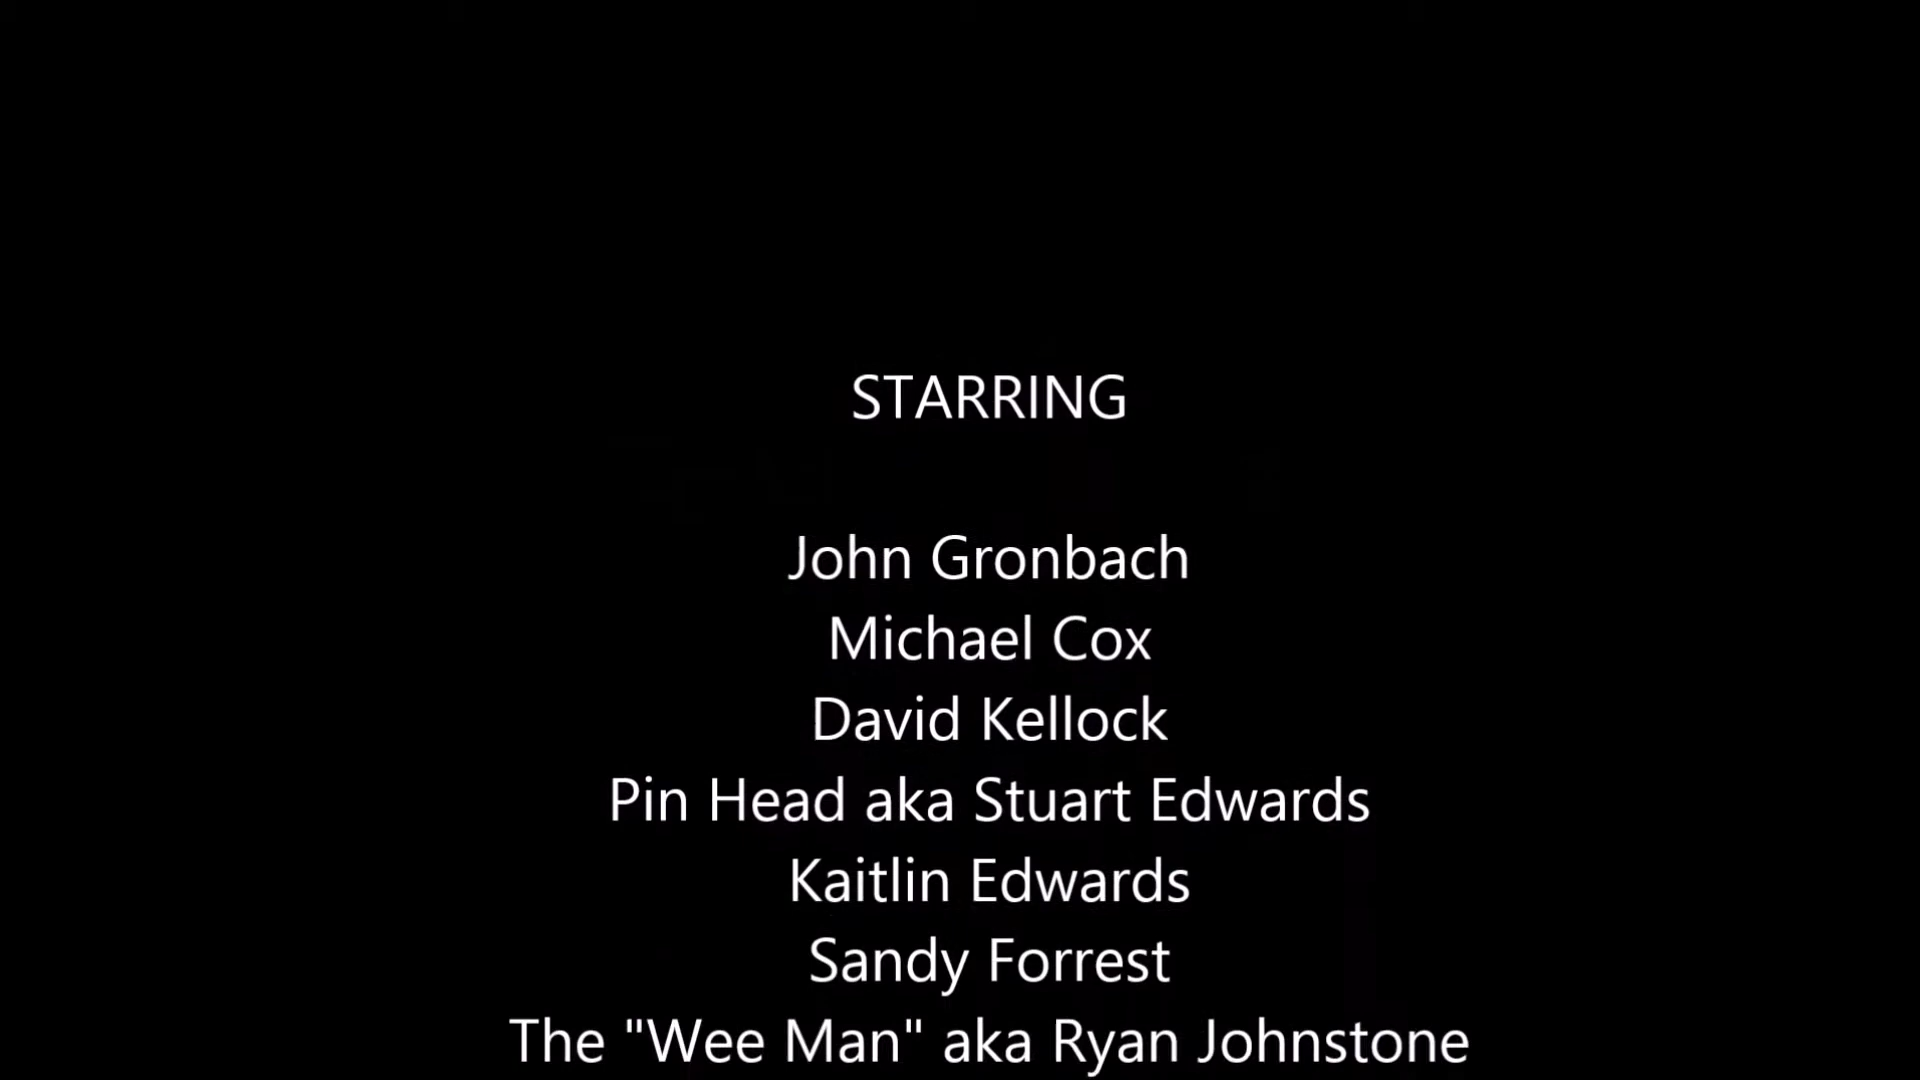 STARRING
John Gronbach
Michael Cox
David Kellock
Pin Head aka Stuart Edwards
Kaitlin Edwards
Sandy Forrest
The "Wee Man" aka Ryan Johnstone